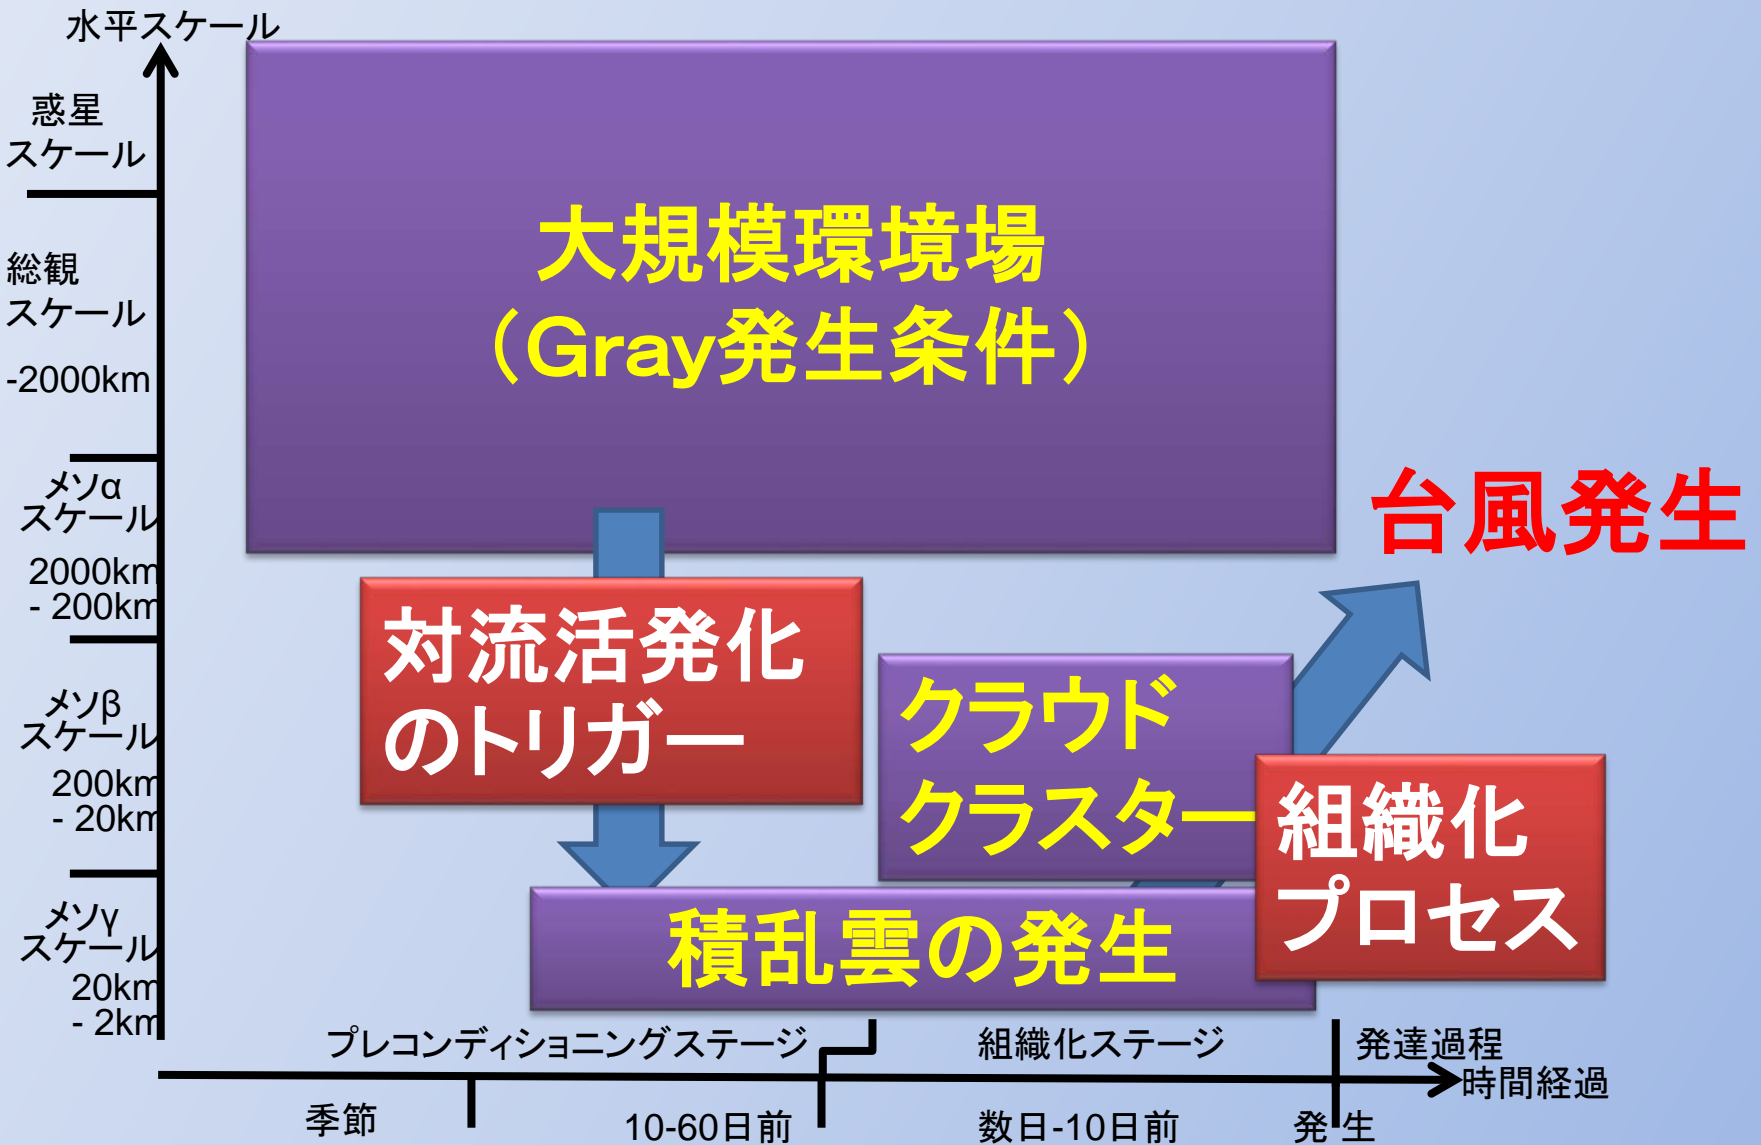 水平スケール
惑星
スケール
総観
スケール
-2000km
メソα
スケール
2000km
- 200km
メソβ
スケール
200km
- 20km
メソγ
スケール
20km
- 2km
大規模環境場
（Gray発生条件）
対流活発化
のトリガー
クラウド
クラスター
組織化
プロセス
積乱雲の発生
台風発生
プレコンディショニングステージ
組織化ステージ
発達過程
時間経過
季節
10-60日前
数日-10日前
発生